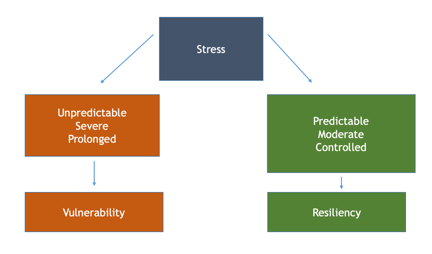 Stress
Unpredictable
Severe
Prolonged
Predictable
Moderate
Controlled
Vulnerability
Resiliency